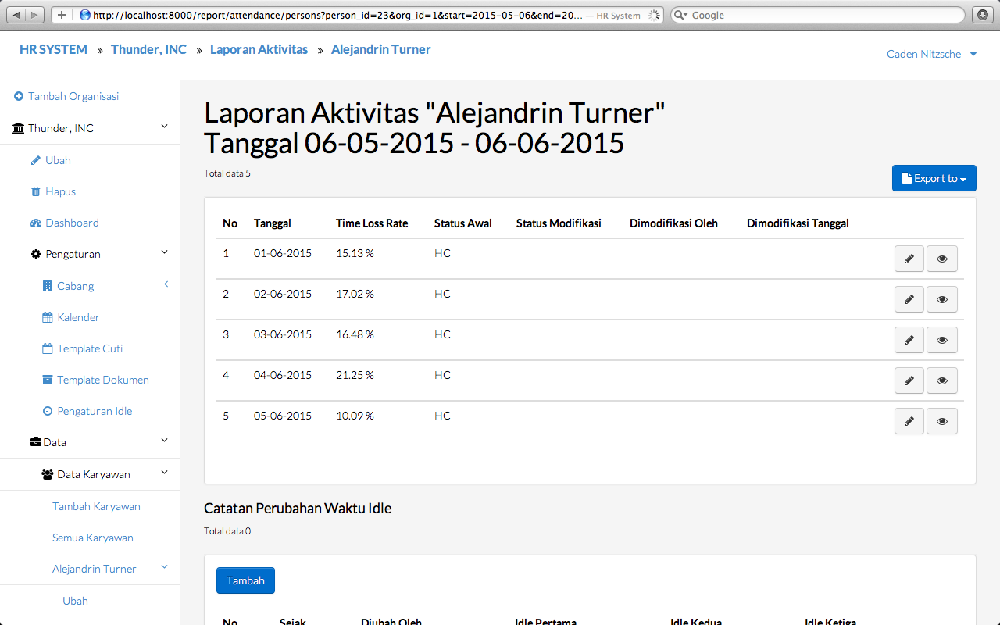 http://localhost:8000/report/attendance/persons?person_id=23&org_id=1&start=2015-05-06&end=20... — HR System
Google
HR SYSTEM » Thunder, INC » Laporan Aktivitas » Alejandrin Turner
Caden Nitzsche
Tambah Organisasi
Thunder, INC
Ubah
Hapus
Dashboard
Pengaturan
Cabang
Kalender
Template Cuti
Template Dokumen
Pengaturan Idle
Data
Data Karyawan
Tambah Karyawan
Semua Karyawan
Alejandrin Turner
Ubah
Laporan Aktivitas "Alejandrin Turner"
Tanggal 06-05-2015 - 06-06-2015
Total data 5
Export to
No Tanggal Time Loss Rate Status Awal Status Modifikasi Dimodifikasi Oleh Dimodifikasi Tanggal
1 01-06-2015 15.13 % HC
2 02-06-2015 17.02 % HC
3 03-06-2015 16.48 % HC
4 04-06-2015 21.25 % HC
5 05-06-2015 10.09 % HC
Catatan Perubahan Waktu Idle
Total data 0
Tambah
No Sejak Diubah Oleh Idle Pertama Idle Kedua Idle Ketiga